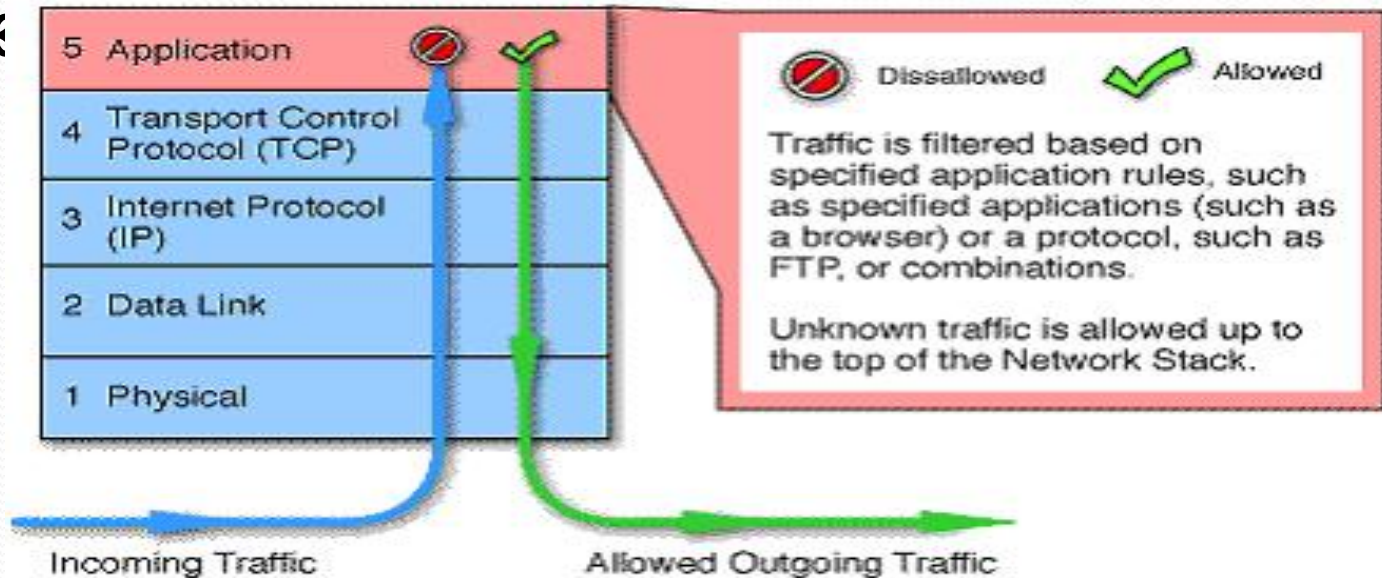 5 Application
4 Transport Control
Protocol (TCP)
3 Internet Protocol
(IP)
2 Data Link
1 Physical
Incoming Traffic
Allowed Outgoing Traffic
Dissallowed
Allowed
Traffic is filtered based on
specified application rules, such
as specified applications (such as
a browser) or a protocol, such as
FTP, or combinations.
Unknown traffic is allowed up to
the top of the Network Stack.